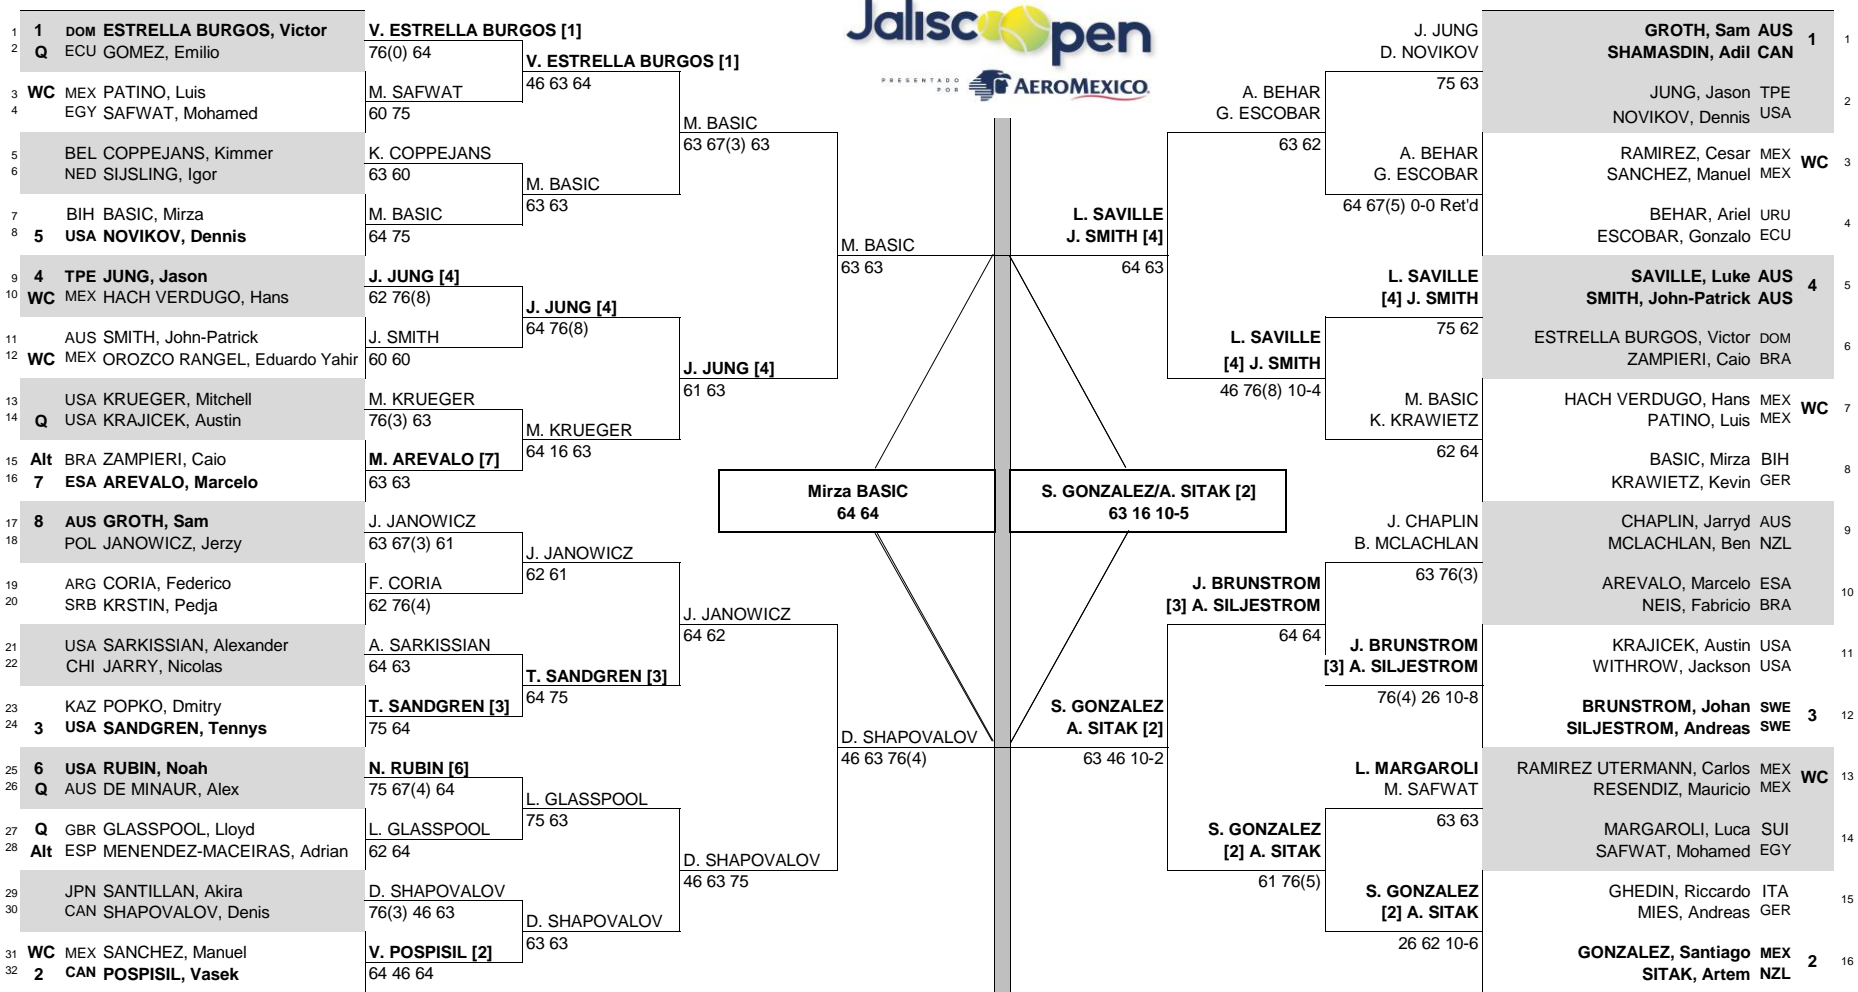 Jalisco Open
PRESENTADO POR AEROMEXICO.
1 1 DOM ESTRELLA BURGOS, Victor
2 Q ECU GOMEZ, Emilio
3 WC MEX PATINO, Luis
4 EGY SAFWAT, Mohamed
5 BEL COPPEJANS, Kimmer
6 NED SIJSLING, Igor
7 BIH BASIC, Mirza
8 5 USA NOVIKOV, Dennis
9 4 TPE JUNG, Jason
10 WC MEX HACH VERDUGO, Hans
11 AUS SMITH, John-Patrick
12 WC MEX OROZCO RANGEL, Eduardo Yahir
13 USA KRUEGER, Mitchell
14 Q USA KRAJICEK, Austin
15 Alt BRA ZAMPIERI, Caio
16 7 ESA AREVALO, Marcelo
17 8 AUS GROTH, Sam
18 POL JANOWICZ, Jerzy
19 ARG CORIA, Federico
20 SRB KRSTIN, Pedja
21 USA SARKISSIAN, Alexander
22 CHI JARRY, Nicolas
23 KAZ POPKO, Dmitry
24 3 USA SANDGREN, Tennys
25 6 USA RUBIN, Noah
26 Q AUS DE MINAUR, Alex
27 Q GBR GLASSPOOL, Lloyd
28 Alt ESP MENENDEZ-MACEIRAS, Adrian
29 JPN SANTILLAN, Akira
30 CAN SHAPOVALOV, Denis
31 WC MEX SANCHEZ, Manuel
32 2 CAN POSPISIL, Vasek
V. ESTRELLA BURGOS [1]
76(0) 64
M. SAFWAT
60 75
K. COPPEJANS
63 60
M. BASIC
64 75
J. JUNG [4]
62 76(8)
J. SMITH
60 60
M. KRUEGER
76(3) 63
M. AREVALO [7]
63 63
J. JANOWICZ
63 67(3) 61
F. CORIA
62 76(4)
A. SARKISSIAN
64 63
T. SANDGREN [3]
75 64
N. RUBIN [6]
75 67(4) 64
L. GLASSPOOL
62 64
D. SHAPOVALOV
76(3) 46 63
V. POSPISIL [2]
64 46 64
V. ESTRELLA BURGOS [1]
46 63 64
M. BASIC
63 63
J. JUNG [4]
64 76(8)
M. KRUEGER
64 16 63
J. JANOWICZ
62 61
T. SANDGREN [3]
64 75
L. GLASSPOOL
75 63
D. SHAPOVALOV
63 63
M. BASIC
63 67(3) 63
J. JUNG [4]
61 63
J. JANOWICZ
64 62
D. SHAPOVALOV
46 63 75
M. BASIC
63 63
D. SHAPOVALOV
46 63 76(4)
Mirza BASIC
64 64
S. GONZALEZ/A. SITAK [2]
63 16 10-5
L. SAVILLE
J. SMITH [4]
64 63
S. GONZALEZ
A. SITAK [2]
63 46 10-2
A. BEHAR
G. ESCOBAR
63 62
L. SAVILLE
[4] J. SMITH
46 76(8) 10-4
J. BRUNSTROM
[3] A. SILJESTROM
64 64
S. GONZALEZ
[2] A. SITAK
61 76(5)
J. JUNG
D. NOVIKOV
75 63
A. BEHAR
G. ESCOBAR
64 67(5) 0-0 Ret'd
L. SAVILLE
[4] J. SMITH
75 62
M. BASIC
K. KRAWIETZ
62 64
J. CHAPLIN
B. MCLACHLAN
63 76(3)
J. BRUNSTROM
[3] A. SILJESTROM
76(4) 26 10-8
L. MARGAROLI
M. SAFWAT
63 63
S. GONZALEZ
[2] A. SITAK
26 62 10-6
GROTH, Sam AUS
SHAMASDIN, Adil CAN
1 1
JUNG, Jason TPE
NOVIKOV, Dennis USA
2
RAMIREZ, Cesar MEX
SANCHEZ, Manuel MEX
WC 3
BEHAR, Ariel URU
ESCOBAR, Gonzalo ECU
4
SAVILLE, Luke AUS
SMITH, John-Patrick AUS
4 5
ESTRELLA BURGOS, Victor DOM
ZAMPIERI, Caio BRA
6
HACH VERDUGO, Hans MEX
PATINO, Luis MEX
WC 7
BASIC, Mirza BIH
KRAWIETZ, Kevin GER
8
CHAPLIN, Jarryd AUS
MCLACHLAN, Ben NZL
9
AREVALO, Marcelo ESA
NEIS, Fabricio BRA
10
KRAJICEK, Austin USA
WITHROW, Jackson USA
11
BRUNSTROM, Johan SWE
SILJESTROM, Andreas SWE
3 12
RAMIREZ UTERMANN, Carlos MEX
RESENDIZ, Mauricio MEX
WC 13
MARGAROLI, Luca SUI
SAFWAT, Mohamed EGY
14
GHEDIN, Riccardo ITA
MIES, Andreas GER
15
GONZALEZ, Santiago MEX
SITAK, Artem NZL
2 16